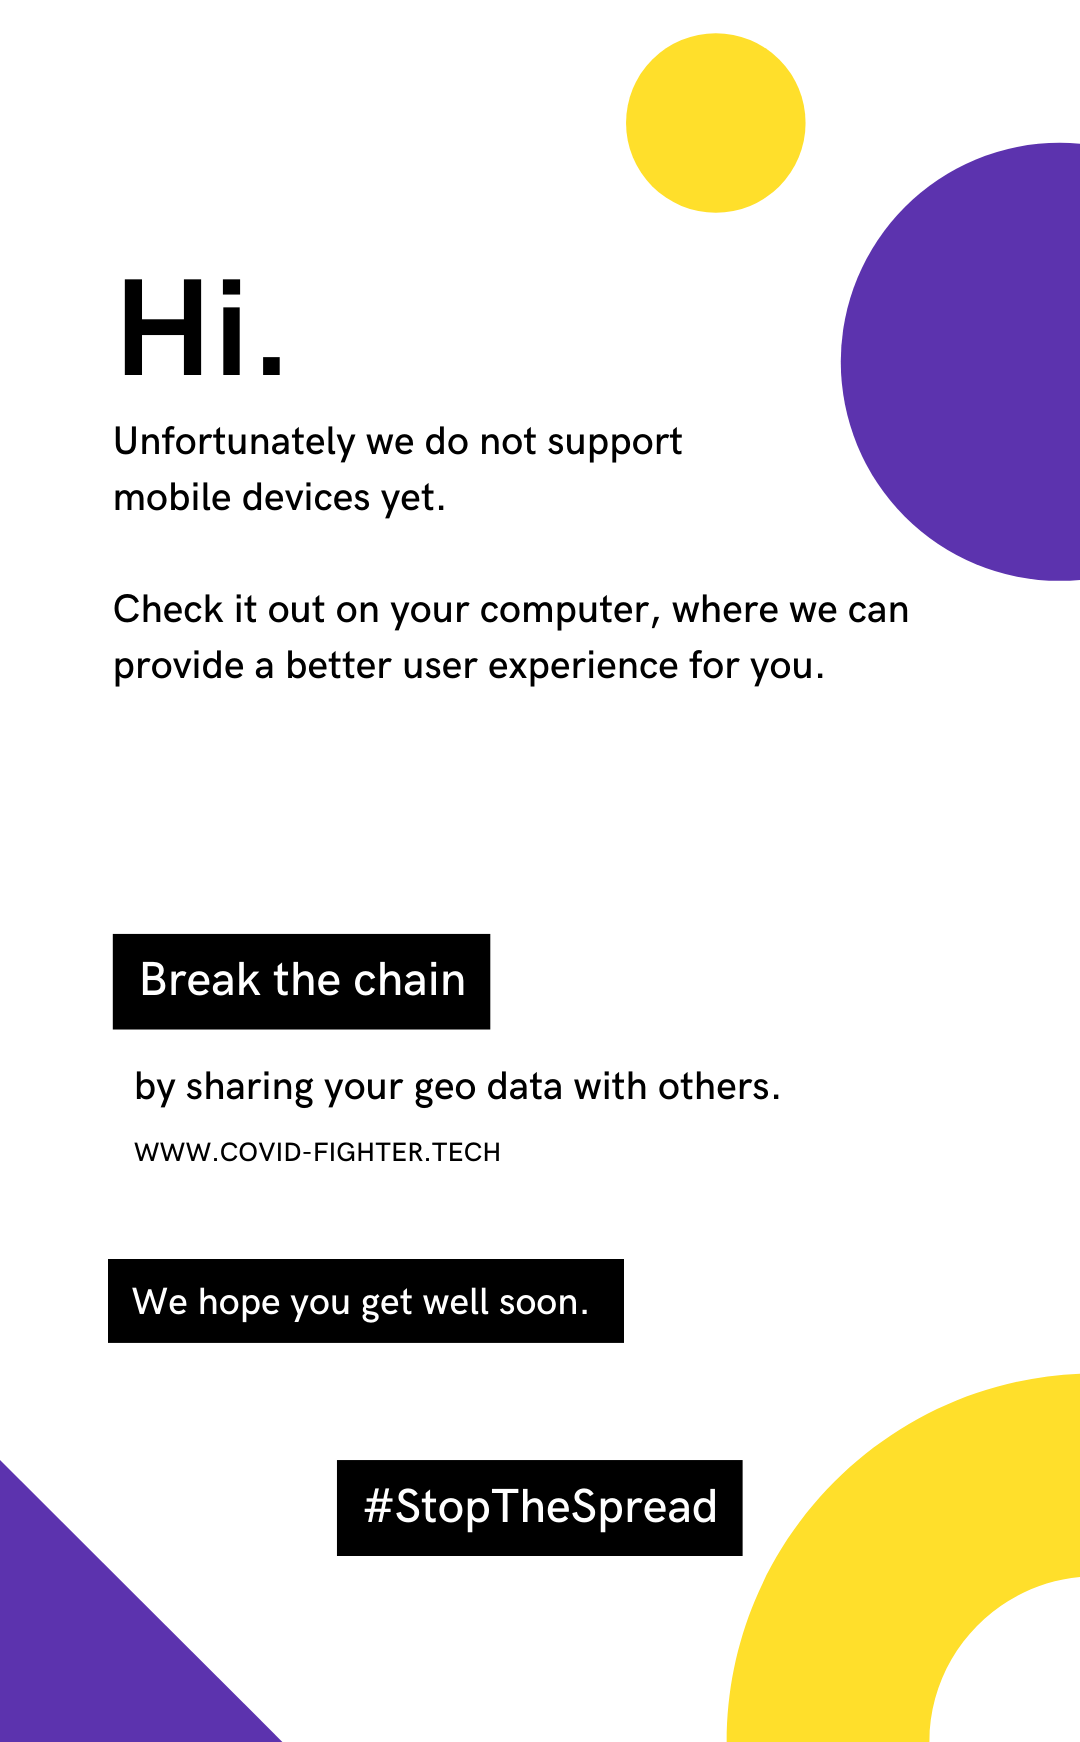 Hi.
Unfortunately we do not support
mobile devices yet.
Check it out on your computer, where we can
provide a better user experience for you.
Break the chain
by sharing your geo data with others.
WWW.COVID-FIGHTER.TECH
We hope you get well soon.
#StopTheSpread